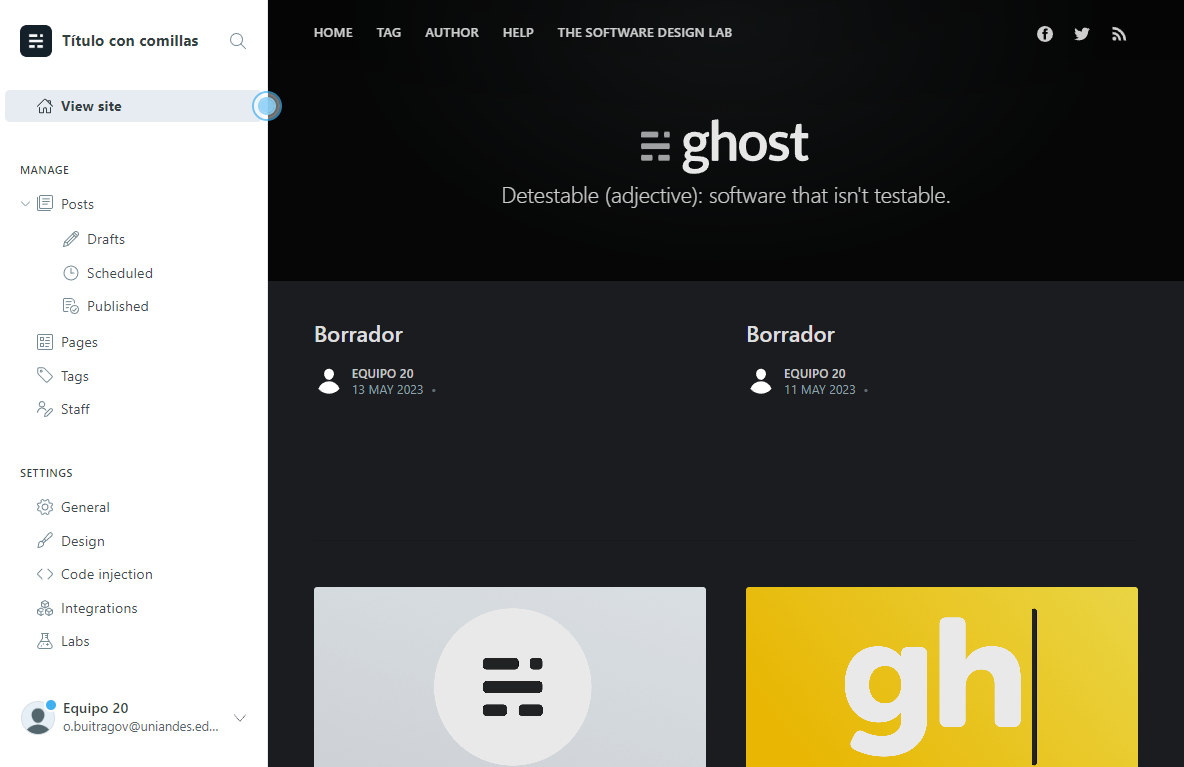 Título con comillas
View site
MANAGE
Posts
Drafts
Scheduled
Published
Pages
Tags
Staff
SETTINGS
General
Design
Code injection
Integrations
Labs
Equipo 20
o.buitragov@uniandes.ed...
HOME TAG AUTHOR HELP THE SOFTWARE DESIGN LAB
ghost
Detestable (adjective): software that isn't testable.
Borrador
EQUIPO 20
13 MAY 2023 •
Borrador
EQUIPO 20
11 MAY 2023 •
gh